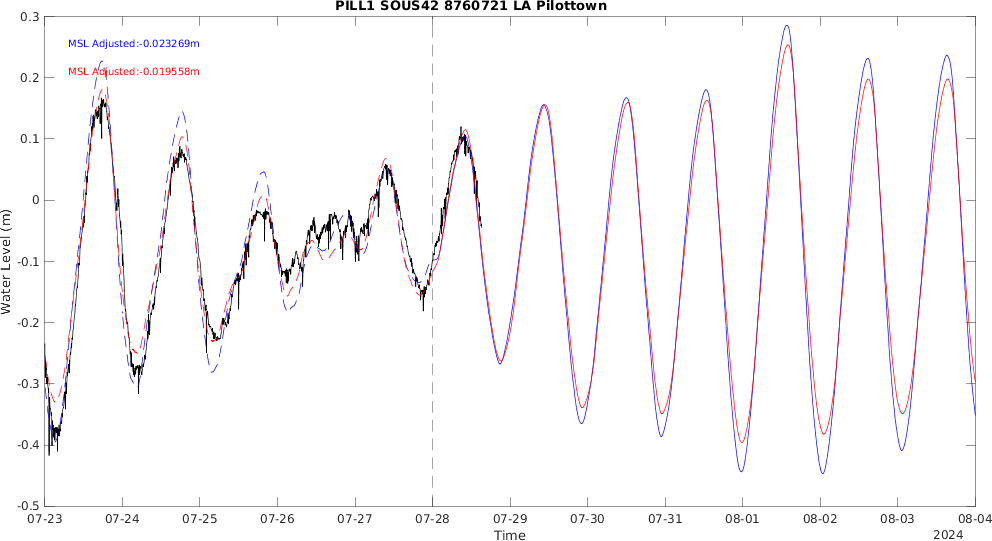 PILL1 SOUS42 8760721 LA Pilottown
MSL Adjusted:-0.023269m
MSL Adjusted:-0.019558m
0.3
0.2
0.1
0
-0.1
-0.2
-0.3
-0.4
-0.5
Water Level (m)
07-23 07-24 07-25 07-26 07-27 07-28 07-29 07-30 07-31 08-01 08-02 08-03 08-04
Time
2024